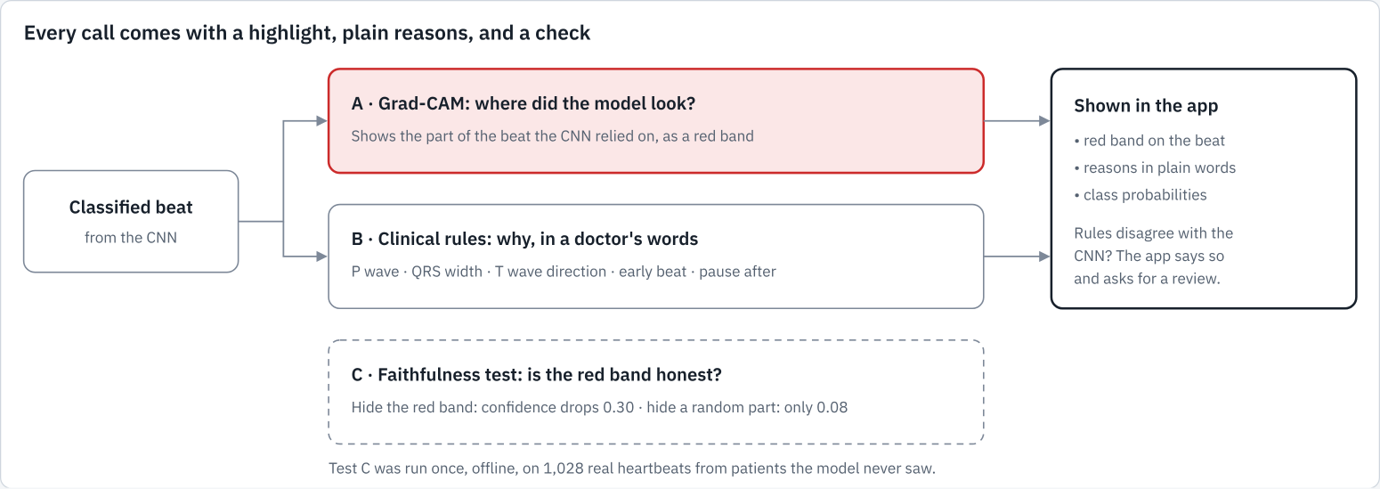 Every call comes with a highlight, plain reasons, and a check
Classified beat
from the CNN
A · Grad-CAM: where did the model look?
Shows the part of the beat the CNN relied on, as a red band
B · Clinical rules: why, in a doctor's words
P wave · QRS width · T wave direction · early beat · pause after
C · Faithfulness test: is the red band honest?
Hide the red band: confidence drops 0.30 · hide a random part: only 0.08
Test C was run once, offline, on 1,028 real heartbeats from patients the model never saw.
Shown in the app
• red band on the beat
• reasons in plain words
• class probabilities
Rules disagree with the
CNN? The app says so
and asks for a review.